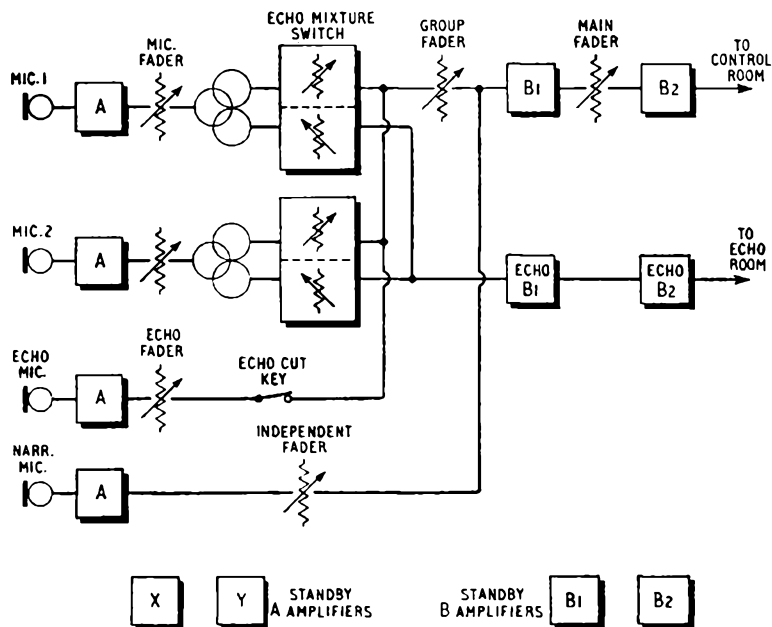 ECHO MIXTURE
SWITCH
MIC.
FADER
GROUP
FADER
MAIN
FADER
TO
CONTROL
ROOM
MIC. 1
A
B1
B2
MIC. 2
A
TO
ECHO
ROOM
ECHO
B1
ECHO
B2
ECHO
FADER
ECHO
MIC.
A
ECHO CUT
KEY
INDEPENDENT
FADER
NARR.
MIC.
A
X
Y
STANDBY
A AMPLIFIERS
STANDBY
B AMPLIFIERS
B1
B2